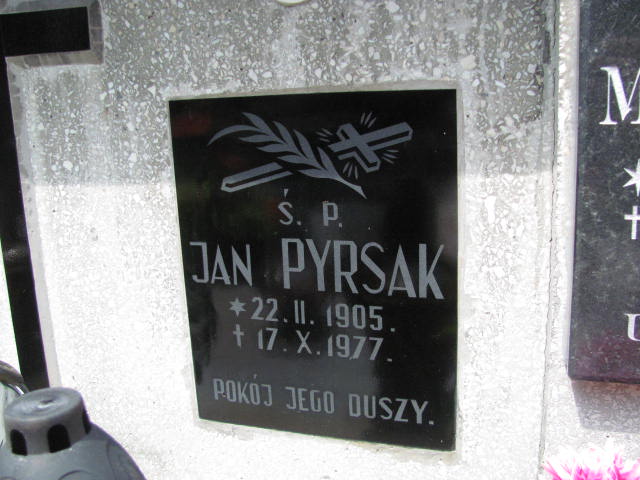 Ś. P.
JAN PYRSAK
* 22. II. 1905.
† 17. X. 1977.
POKÓJ JEGO DUSZY.
M
*
†